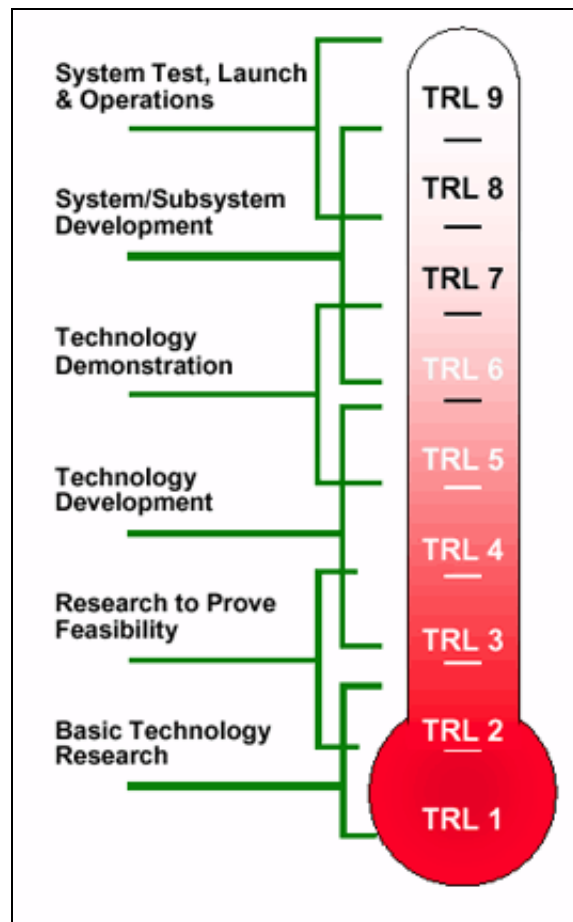 System Test, Launch
& Operations
System/Subsystem
Development
Technology
Demonstration
Technology
Development
Research to Prove
Feasibility
Basic Technology
Research
TRL 9
TRL 8
TRL 7
TRL 6
TRL 5
TRL 4
TRL 3
TRL 2
TRL 1